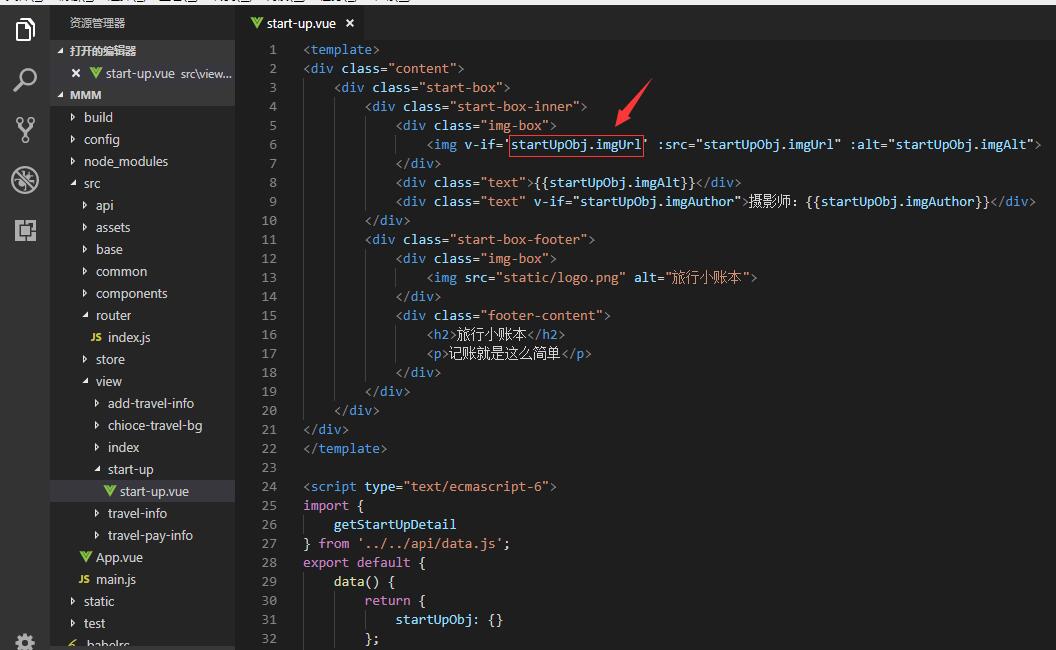 资源管理器
打开的编辑器
start-up.vue src\view...
MMM
build
config
node_modules
src
api
assets
base
common
components
router
JS index.js
store
view
add-travel-info
chioce-travel-bg
index
start-up
start-up.vue
travel-info
travel-pay-info
App.vue
JS main.js
static
test
.babelrc
start-up.vue ×
1 <template>
2 <div class="content">
3 <div class="start-box">
4 <div class="start-box-inner">
5 <div class="img-box">
6 <img v-if="startUpObj.imgUrl" :src="startUpObj.imgUrl" :alt="startUpObj.imgAlt">
7 </div>
8 <div class="text">{{startUpObj.imgAlt}}</div>
9 <div class="text" v-if="startUpObj.imgAuthor">摄影师: {{startUpObj.imgAuthor}}</div>
10 </div>
11 <div class="start-box-footer">
12 <div class="img-box">
13 <img src="static/logo.png" alt="旅行小账本">
14 </div>
15 <div class="footer-content">
16 <h2>旅行小账本</h2>
17 <p>记账就是这么简单</p>
18 </div>
19 </div>
20 </div>
21 </div>
22 </template>
23
24 <script type="text/ecmascript-6">
25 import {
26 getStartUpDetail
27 } from '../../api/data.js';
28 export default {
29 data() {
30 return {
31 startUpObj: {}
32 };